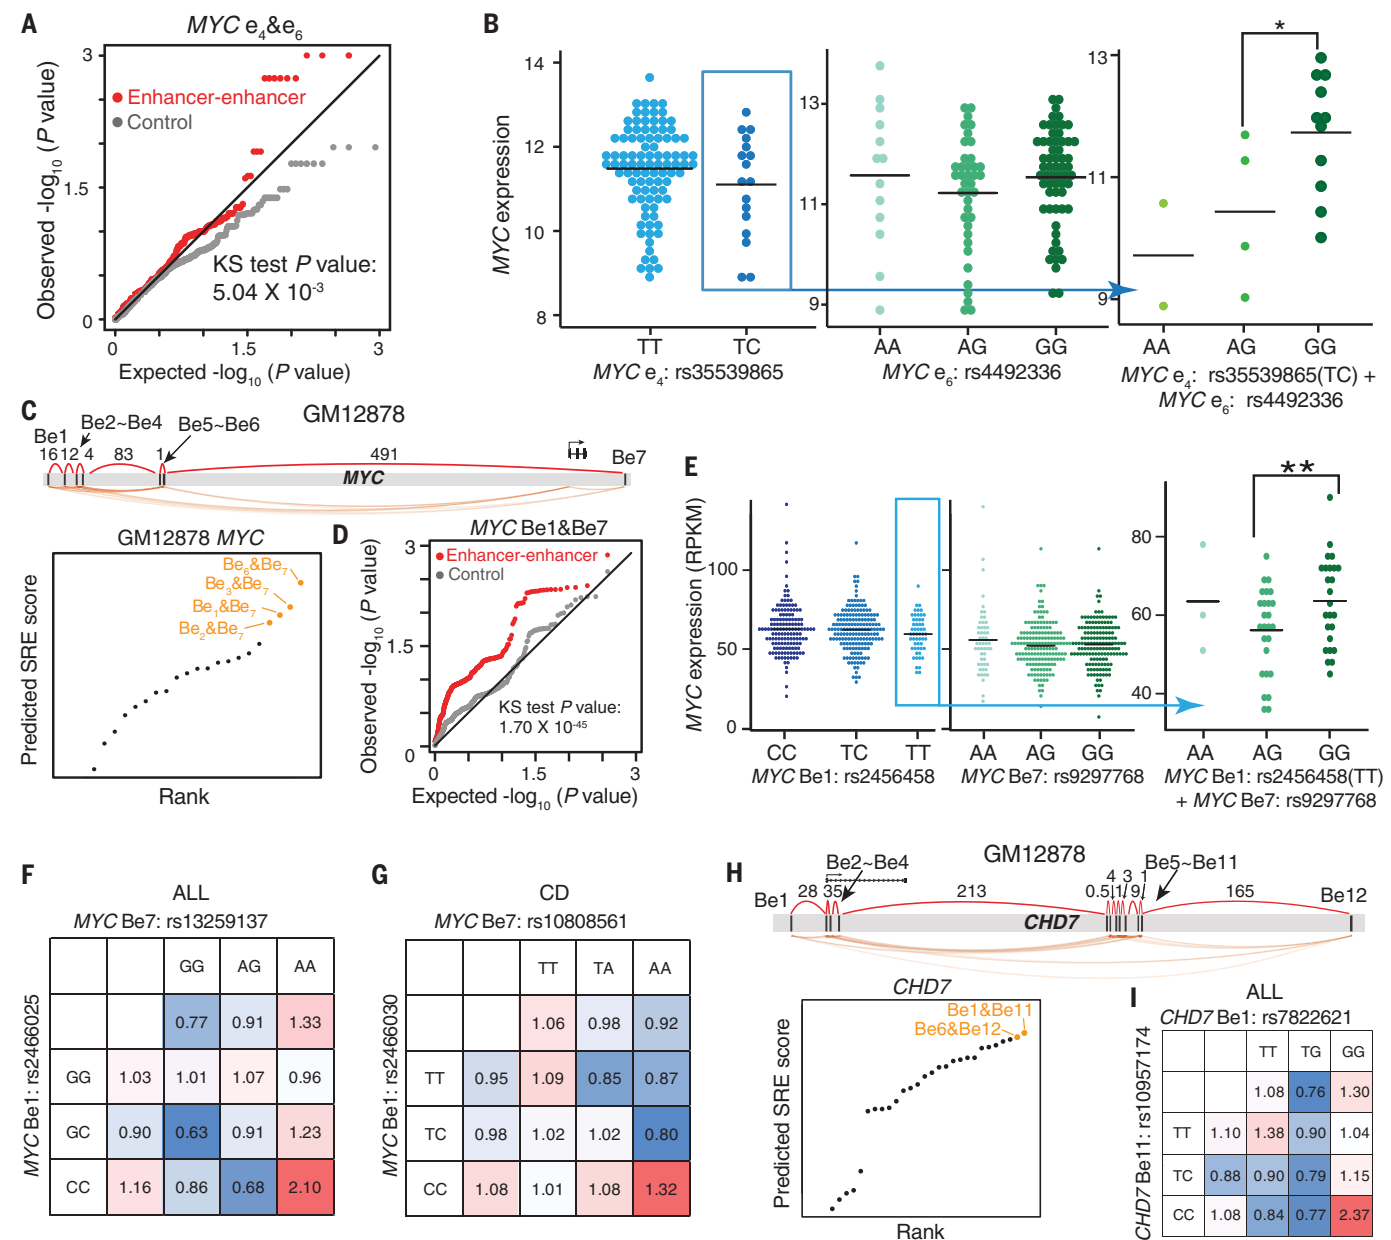 A
MYC e4&e6
Observed -log10 (P value)
3
1.5
0
Enhancer-enhancer
Control
KS test P value:
5.04 X 10-3
0 1.5 3
Expected -log10 (P value)
B
MYC expression
14
12
10
8
TT TC
MYC e4: rs35539865
13
11
9
AA AG GG
MYC e6: rs4492336
13
11
9
*
AA AG GG
MYC e4: rs35539865(TC) +
MYC e6: rs4492336
C
GM12878
Be1
Be2~Be4
Be5~Be6
Be7
16 12 4 83 1 491
MYC
GM12878 MYC
Predicted SRE score
Be6&Be7
Be3&Be7
Be1&Be7
Be2&Be7
Rank
D
MYC Be1&Be7
Observed -log10 (P value)
3
1.5
0
Enhancer-enhancer
Control
KS test P value:
1.70 X 10-45
0 1.5 3
Expected -log10 (P value)
E
MYC expression (RPKM)
100
50
0
CC TC TT
MYC Be1: rs2456458
AA AG GG
MYC Be7: rs9297768
80
60
40
**
AA AG GG
MYC Be1: rs2456458(TT)
+ MYC Be7: rs9297768
F
ALL
MYC Be7: rs13259137
MYC Be1: rs2466025
GG AG AA
0.77 0.91 1.33
GG 1.03 1.01 1.07 0.96
GC 0.90 0.63 0.91 1.23
CC 1.16 0.86 0.68 2.10
G
CD
MYC Be7: rs10808561
MYC Be1: rs2466030
TT TA AA
1.06 0.98 0.92
TT 0.95 1.09 0.85 0.87
TC 0.98 1.02 1.02 0.80
CC 1.08 1.01 1.08 1.32
H
GM12878
Be1
Be2~Be4
Be5~Be11
Be12
28 35 213 0.5 4 1 3 9 1 165
CHD7
CHD7
Predicted SRE score
Be1&Be11
Be6&Be12
Rank
I
ALL
CHD7 Be1: rs7822621
CHD7 Be11: rs10957174
TT TG GG
1.08 0.76 1.30
TT 1.10 1.38 0.90 1.04
TC 0.88 0.90 0.79 1.15
CC 1.08 0.84 0.77 2.37